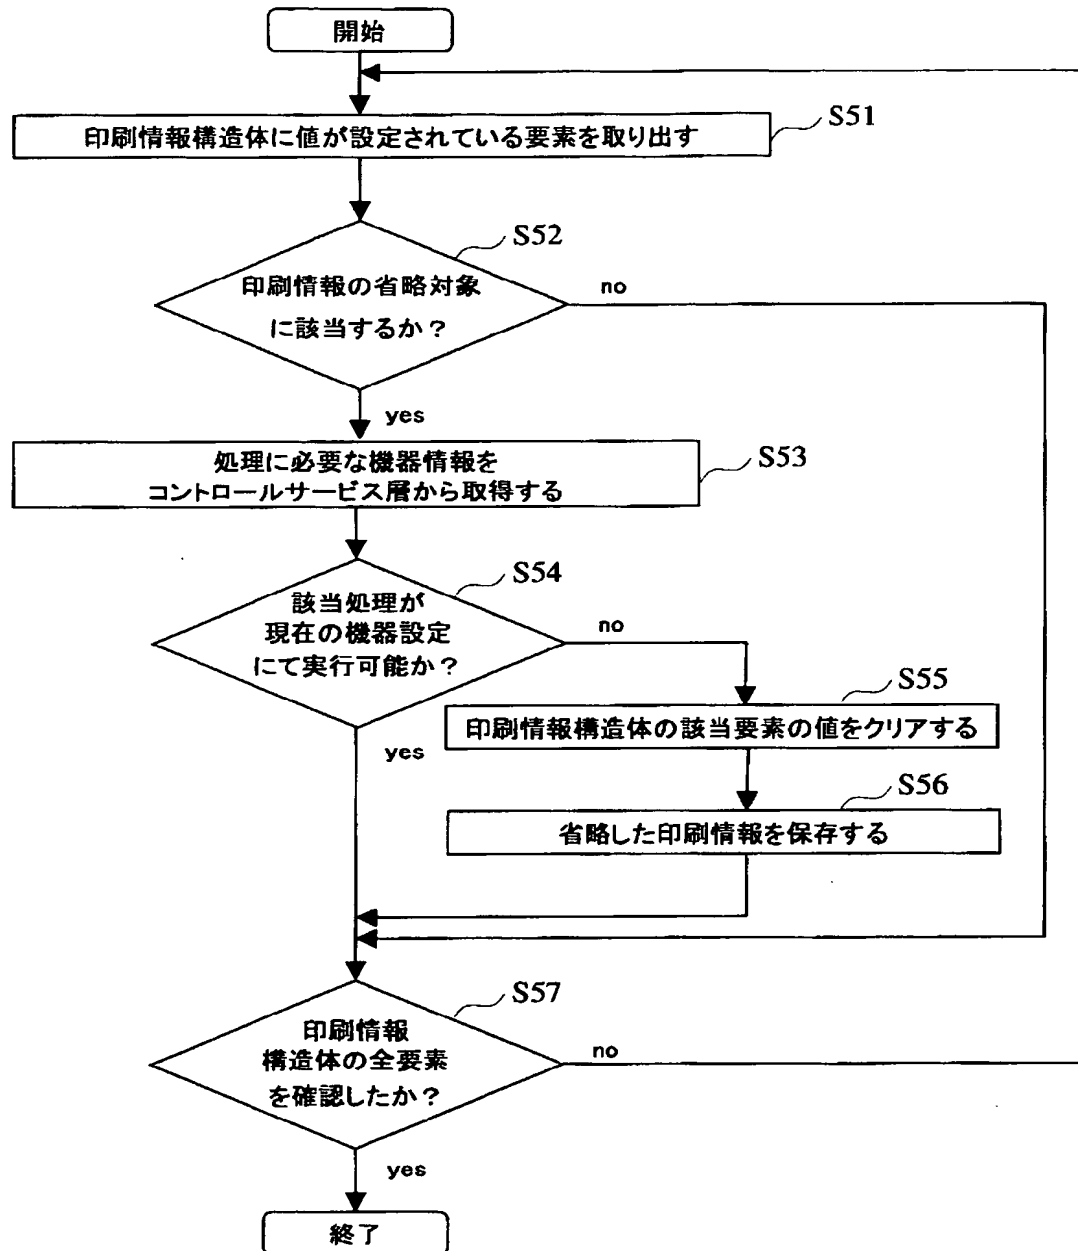 開始
印刷情報構造体に値が設定されている要素を取り出す
S51
S52
印刷情報の省略対象
に該当するか?
no
yes
処理に必要な機器情報を
コントロールサービス層から取得する
S53
S54
該当処理が
現在の機器設定
にて実行可能か?
no
yes
S55
印刷情報構造体の該当要素の値をクリアする
S56
省略した印刷情報を保存する
S57
印刷情報
構造体の全要素
を確認したか?
no
yes
終了